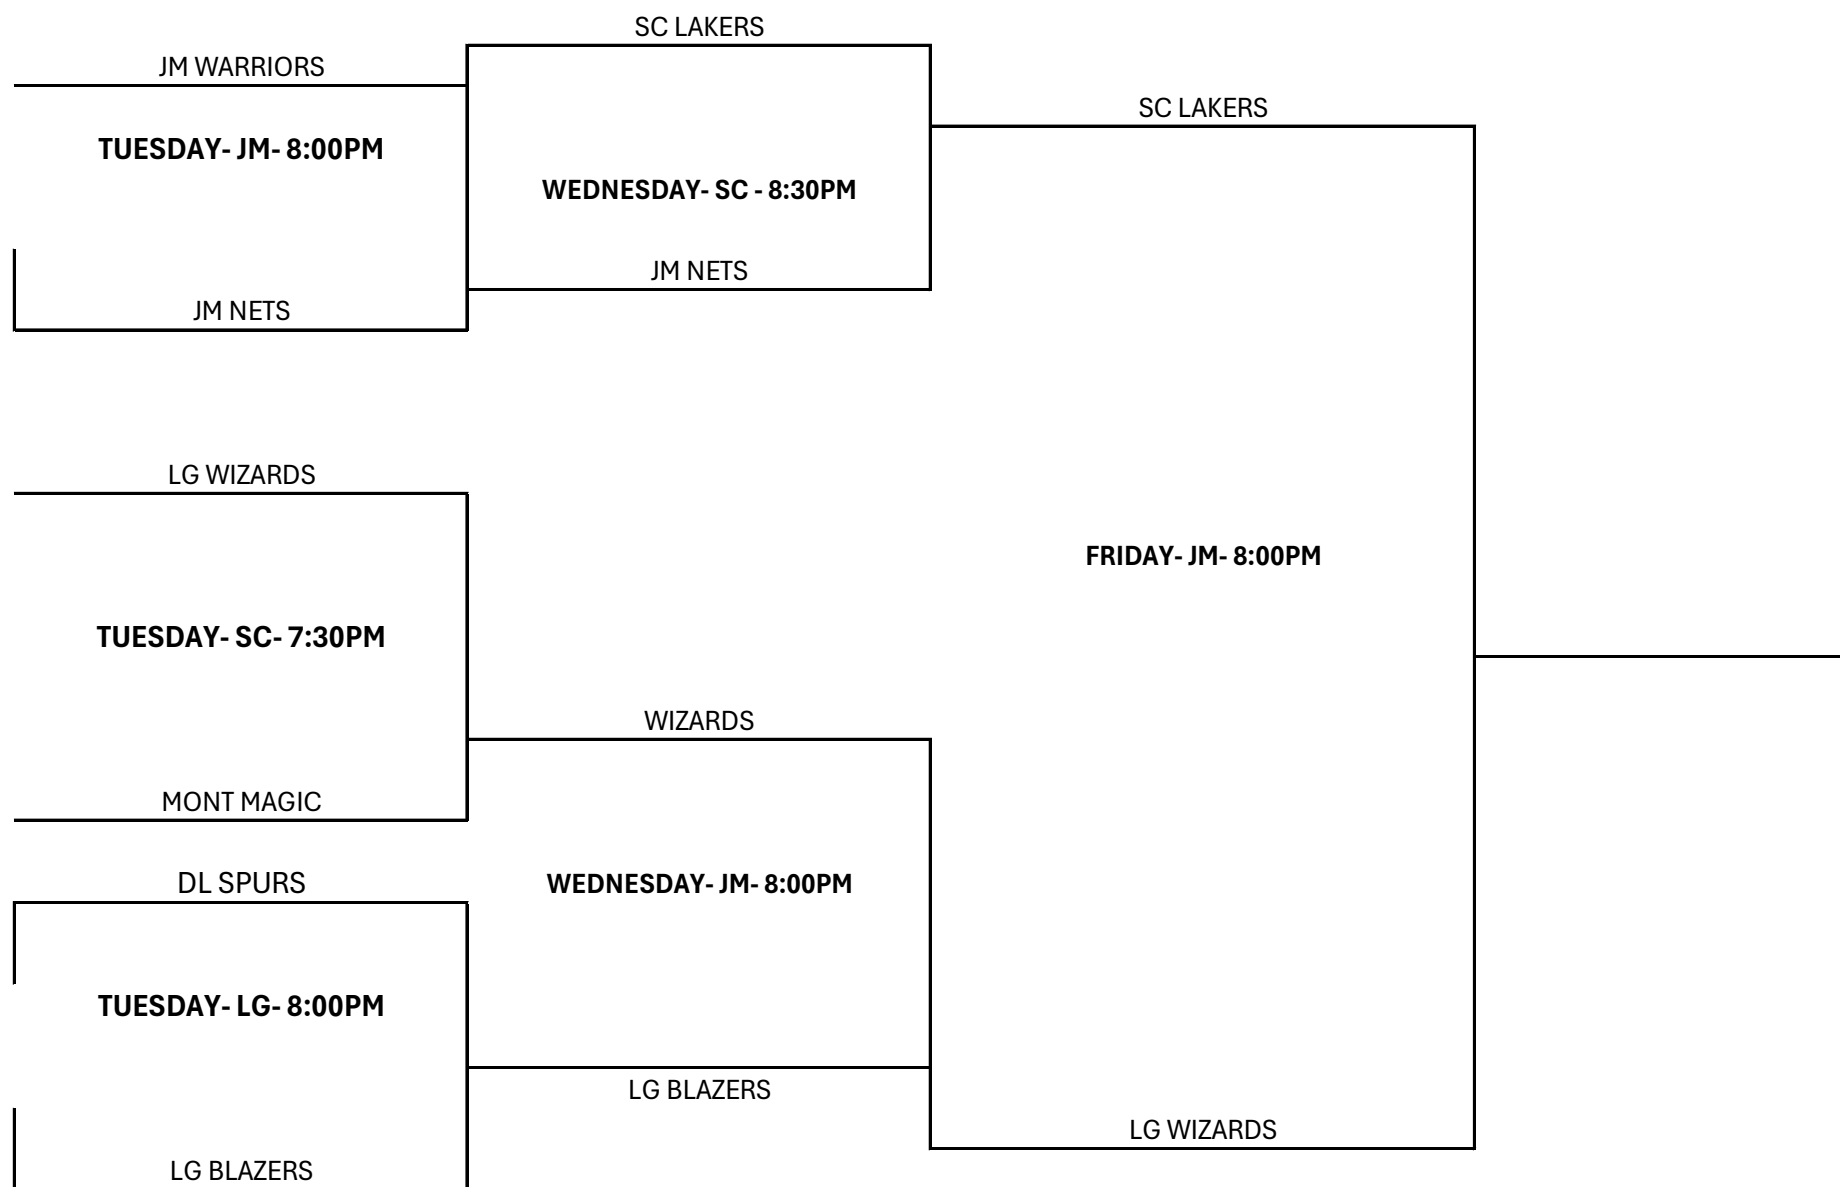 SC LAKERS
JM WARRIORS
SC LAKERS
TUESDAY- JM- 8:00PM
WEDNESDAY- SC - 8:30PM
JM NETS
JM NETS
LG WIZARDS
FRIDAY- JM- 8:00PM
TUESDAY- SC- 7:30PM
WIZARDS
MONT MAGIC
DL SPURS
WEDNESDAY- JM- 8:00PM
TUESDAY- LG- 8:00PM
LG BLAZERS
LG WIZARDS
LG BLAZERS